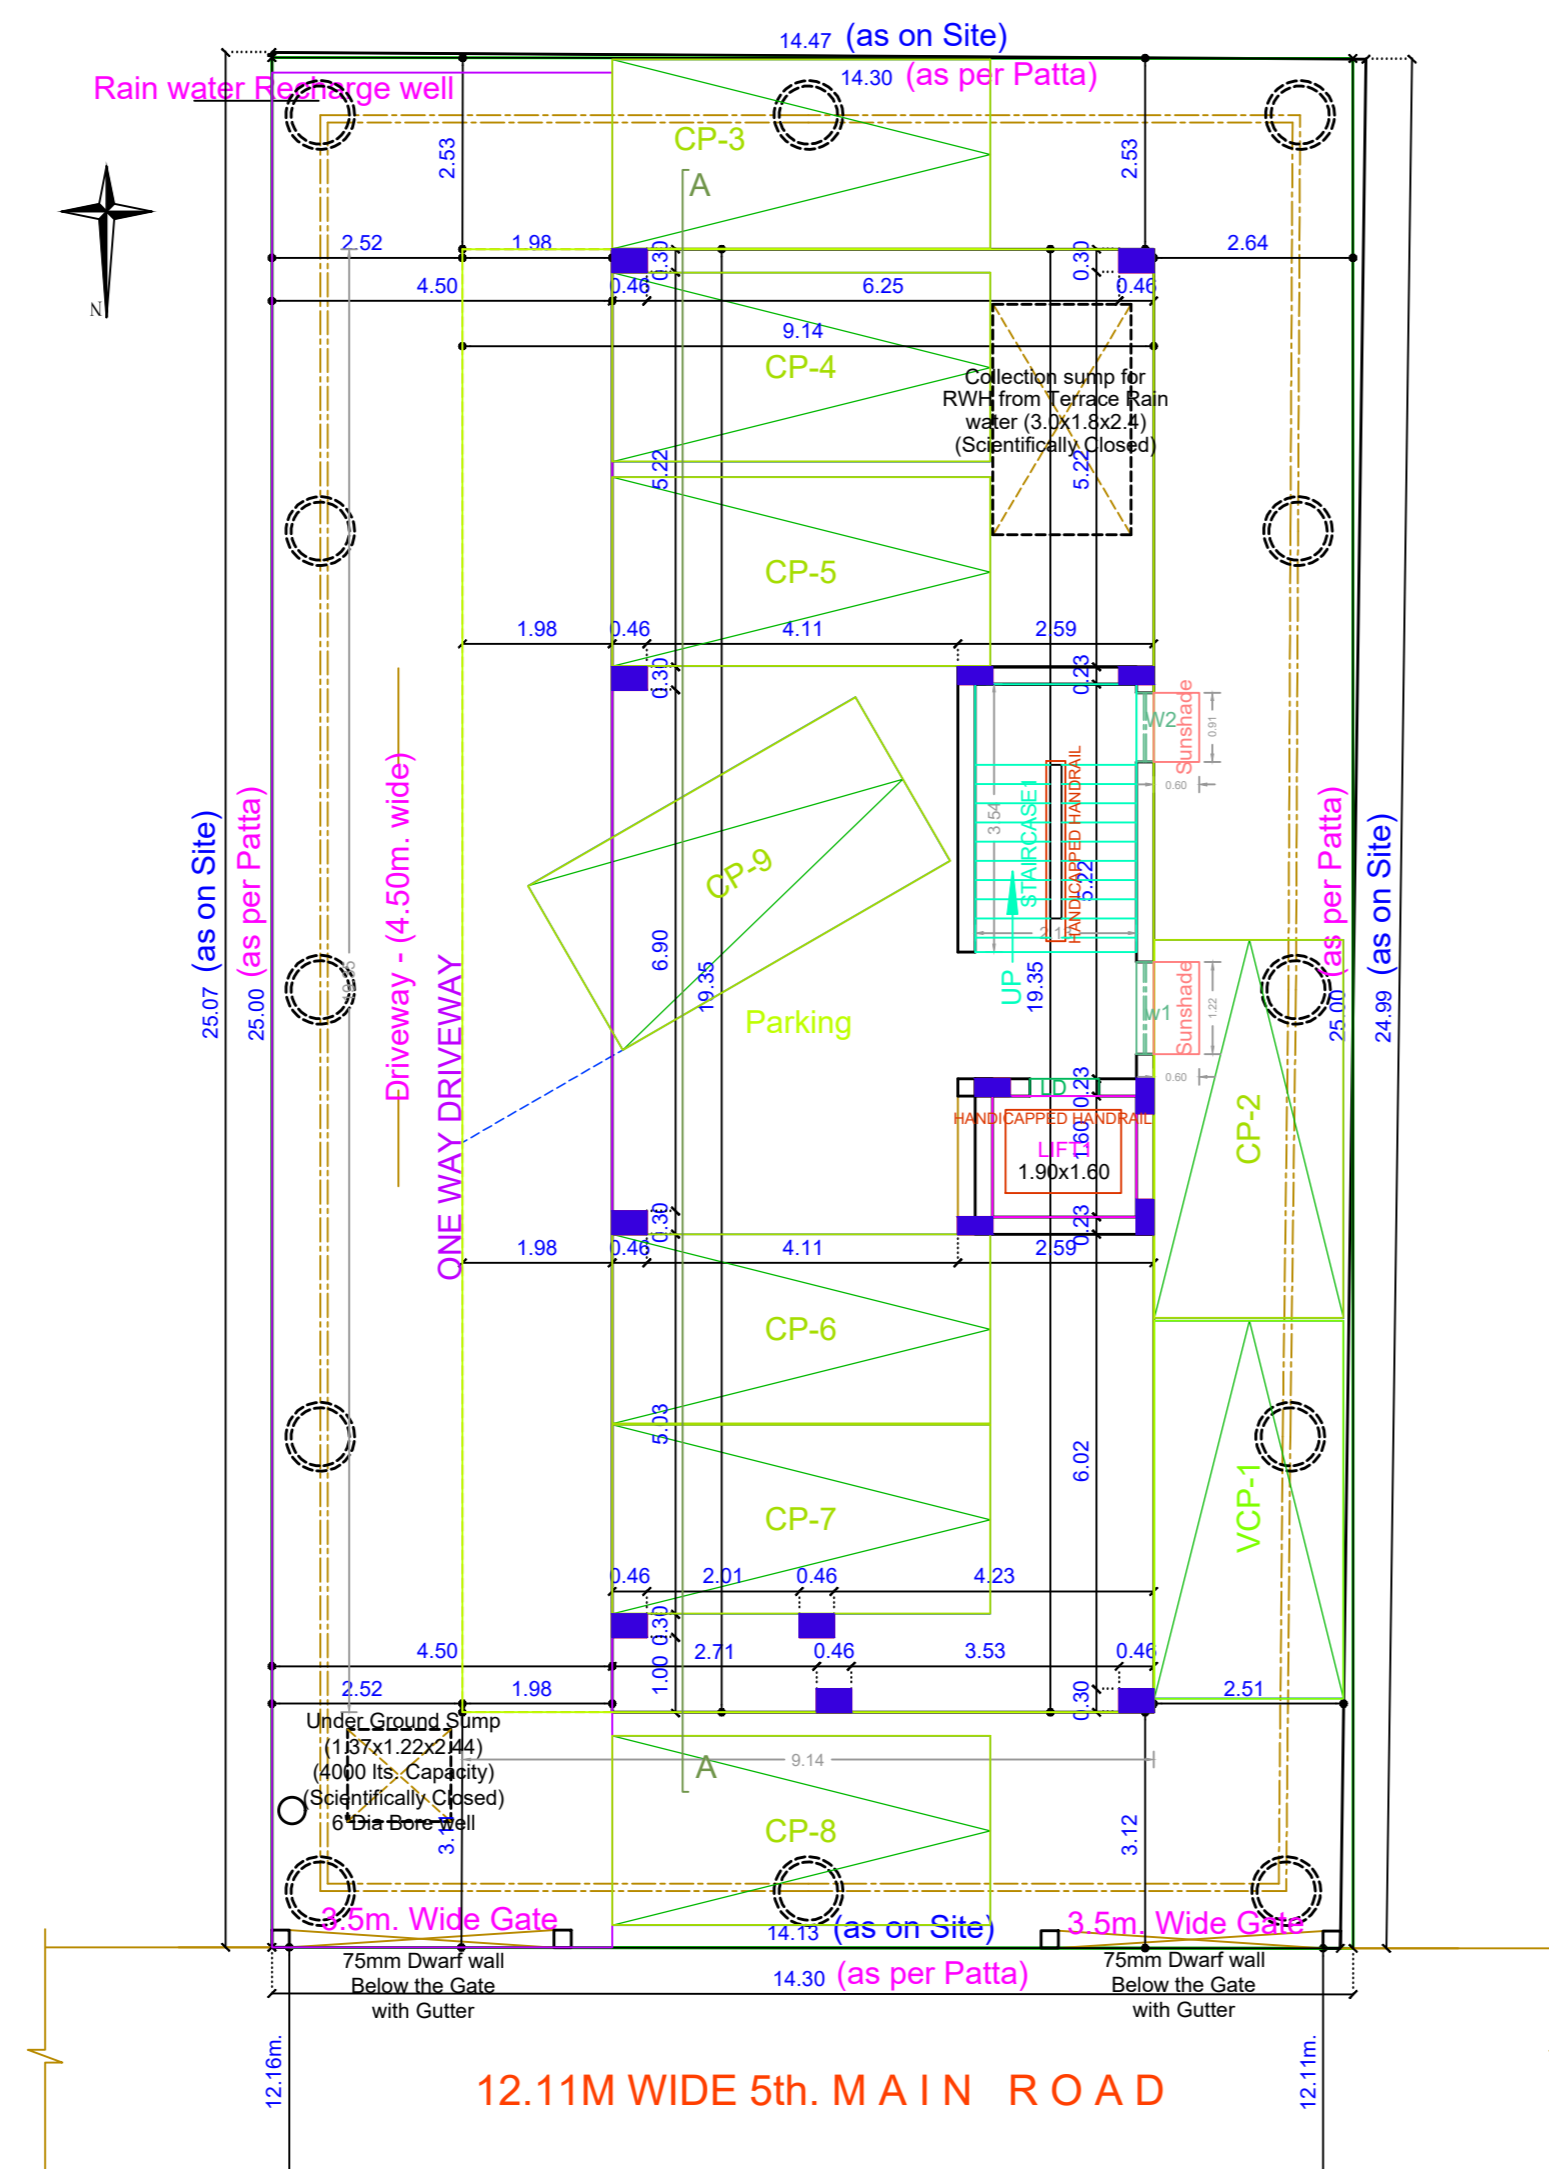 14.47 (as on Site)
14.30 (as per Patta)
Rain water Recharge well
CP-3
2.53
2.53
A
N
2.52
1.98
0.30
0.30
2.64
4.50
0.46
6.25
0.46
9.14
CP-4
Collection sump for
RWH from Terrace Rain
water (3.0x1.8x2.4)
(Scientifically Closed)
5.22
5.22
CP-5
1.98
0.46
4.11
2.59
0.30
0.23
W2
Sunshade
0.91
0.60
STAIRCASE1
HANDICAPPED HANDRAIL
3.54
5.22
UP
CP-9
Driveway - (4.50m. wide)
ONE WAY DRIVEWAY
25.07 (as on Site)
25.00 (as per Patta)
6.90
19.35
19.35
Parking
w1
Sunshade
1.22
0.60
25.00 (as per Patta)
24.99 (as on Site)
LD
0.23
HANDICAPPED HANDRAIL
LIFT1
1.90x1.60
1.60
0.23
CP-2
0.30
1.98
0.46
4.11
2.59
CP-6
5.03
6.02
CP-7
VCP-1
0.46
2.01
0.46
4.23
0.30
4.50
2.71
0.46
3.53
0.46
1.00
2.52
1.98
0.30
2.51
Under Ground Sump
(1.37x1.22x2.44)
(4000 lts. Capacity)
(Scientifically Closed)
6"Dia Bore well
9.14
A
CP-8
3.12
3.5m. Wide Gate
14.13 (as on Site)
3.5m. Wide Gate
75mm Dwarf wall
Below the Gate
with Gutter
14.30 (as per Patta)
75mm Dwarf wall
Below the Gate
with Gutter
12.16m.
12.11m.
12.11M WIDE 5th. M A I N R O A D